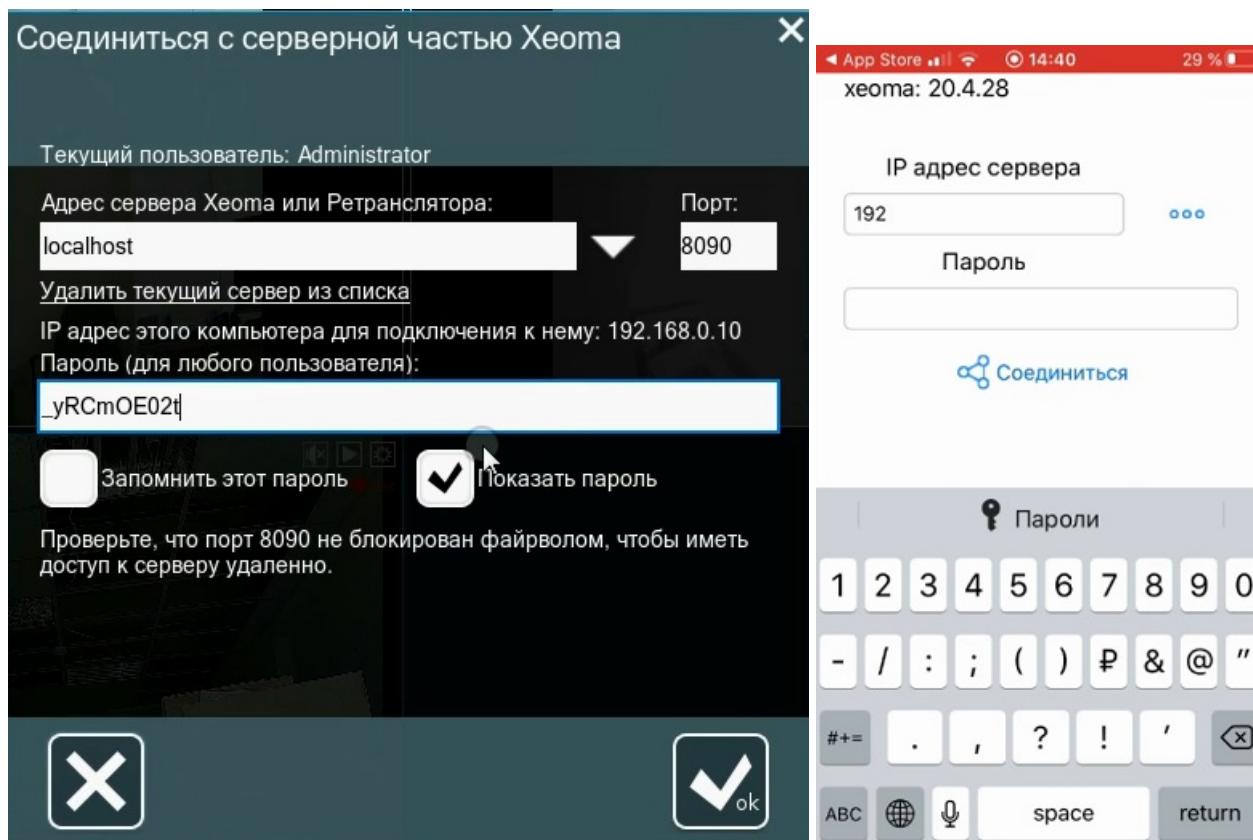 Соединиться с серверной частью Xeoma
Текущий пользователь: Administrator
Адрес сервера Xeoma или Ретранслятора:
Порт:
localhost
8090
Удалить текущий сервер из списка
IP адрес этого компьютера для подключения к нему: 192.168.0.10
Пароль (для любого пользователя):
_yRCmOE02t
Запомнить этот пароль
Показать пароль
Проверьте, что порт 8090 не блокирован файрволом, чтобы иметь
доступ к серверу удаленно.
ok
App Store 14:40 29 %
xeoma: 20.4.28
IP адрес сервера
192
Пароль
Соединиться
Пароли
1 2 3 4 5 6 7 8 9 0
- / : ; ( ) ₽ & @ "
#+= . , ? ! '
ABC space return